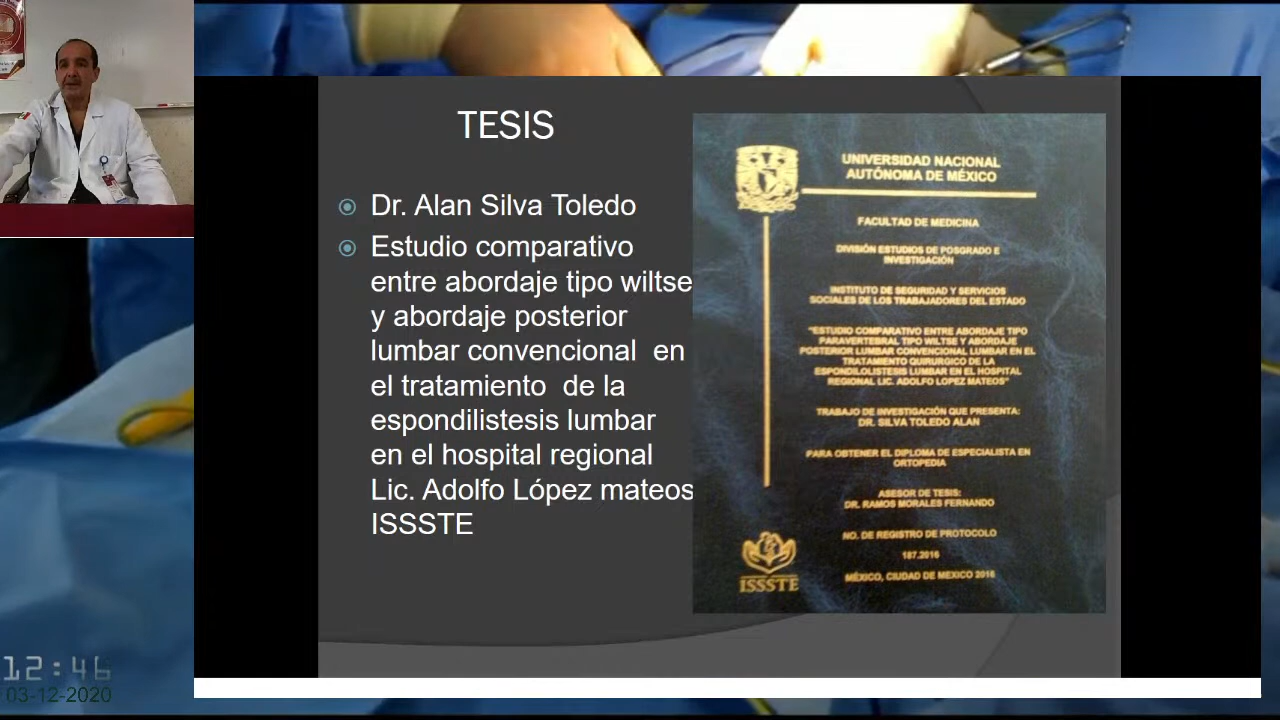 TESIS
Dr. Alan Silva Toledo
Estudio comparativo
entre abordaje tipo wiltse
y abordaje posterior
lumbar convencional en
el tratamiento de la
espondilistesis lumbar
en el hospital regional
Lic. Adolfo López mateos
ISSSTE
UNIVERSIDAD NACIONAL
AUTÓNOMA DE MÉXICO
FACULTAD DE MEDICINA
DIVISIÓN ESTUDIOS DE POSGRADO E
INVESTIGACIÓN
INSTITUTO DE SEGURIDAD Y SERVICIOS
SOCIALES DE LOS TRABAJADORES DEL ESTADO
"ESTUDIO COMPARATIVO ENTRE ABORDAJE TIPO
PARAVERTEBRAL TIPO WILTSE Y ABORDAJE
POSTERIOR LUMBAR CONVENCIONAL LUMBAR EN EL
TRATAMIENTO QUIRURGICO DE LA
ESPONDILOLISTESIS LUMBAR EN EL HOSPITAL
REGIONAL LIC. ADOLFO LOPEZ MATEOS"
TRABAJO DE INVESTIGACIÓN QUE PRESENTA:
DR. SILVA TOLEDO ALAN
PARA OBTENER EL DIPLOMA DE ESPECIALISTA EN
ORTOPEDIA
ASESOR DE TESIS:
DR. RAMOS MORALES FERNANDO
NO. DE REGISTRO DE PROTOCOLO
187.2016
ISSSTE
MÉXICO, CIUDAD DE MEXICO 2016
12:46
03-12-2020